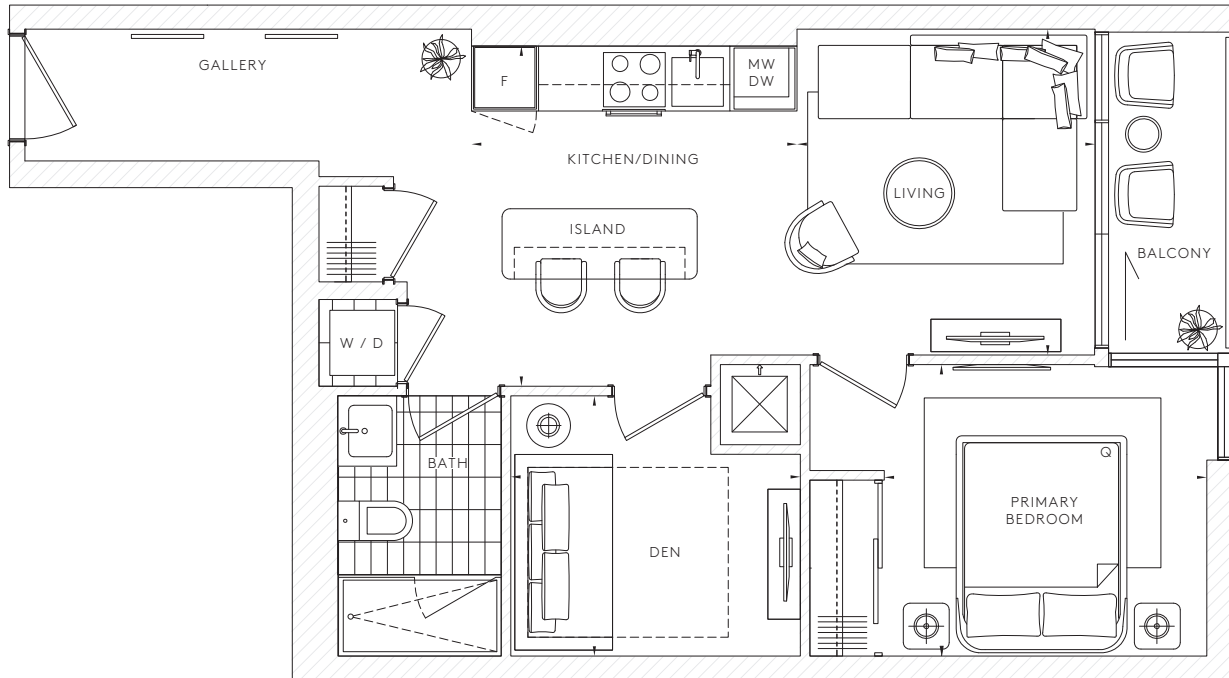 GALLERY
F
MW
DW
KITCHEN/DINING
LIVING
ISLAND
BALCONY
W / D
BATH
Q
PRIMARY
BEDROOM
DEN